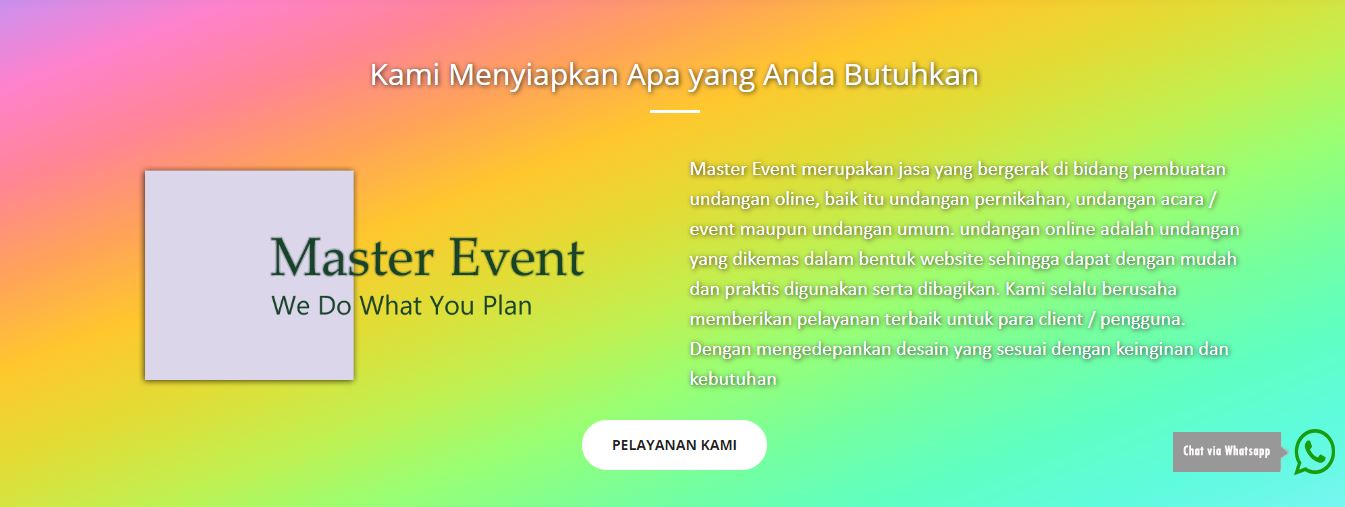 Kami Menyiapkan Apa yang Anda Butuhkan
Master Event
We Do What You Plan
Master Event merupakan jasa yang bergerak di bidang pembuatan
undangan oline, baik itu undangan pernikahan, undangan acara /
event maupun undangan umum. undangan online adalah undangan
yang dikemas dalam bentuk website sehingga dapat dengan mudah
dan praktis digunakan serta dibagikan. Kami selalu berusaha
memberikan pelayanan terbaik untuk para client / pengguna.
Dengan mengedepankan desain yang sesuai dengan keinginan dan
kebutuhan
PELAYANAN KAMI
Chat via Whatsapp